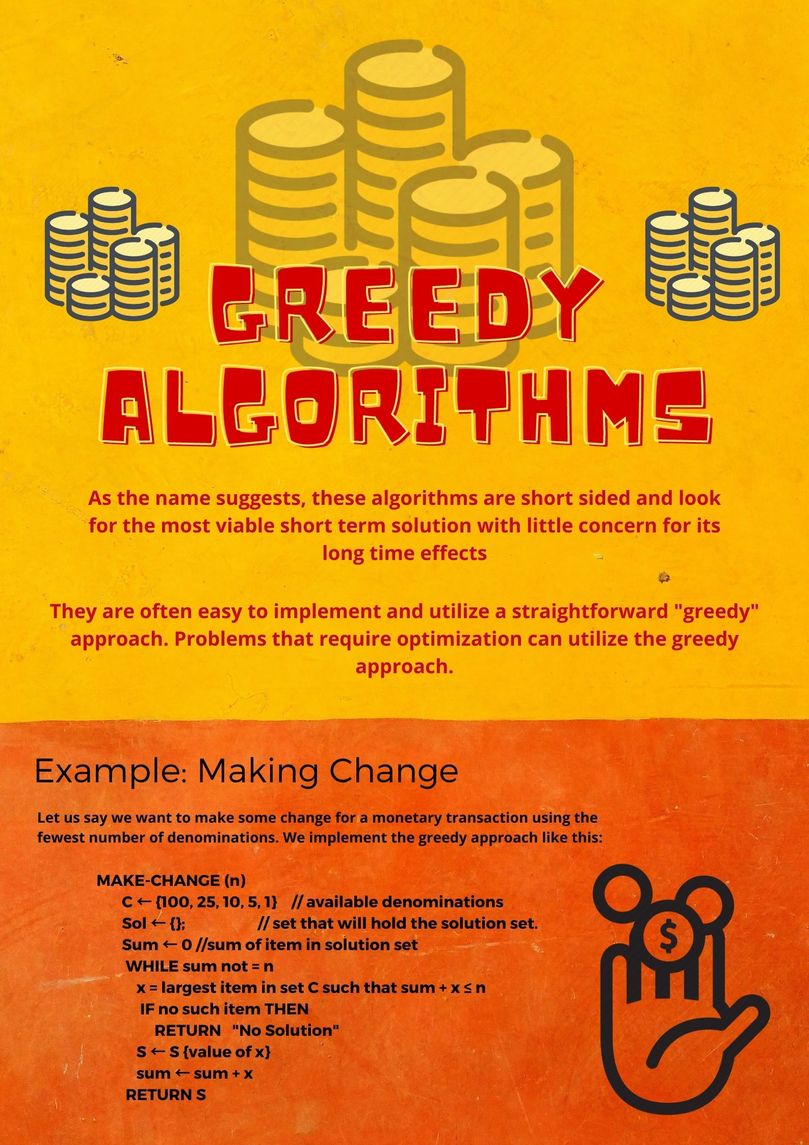 GREEDY
ALGORITHMS
As the name suggests, these algorithms are short sided and look
for the most viable short term solution with little concern for its
long time effects
They are often easy to implement and utilize a straightforward "greedy"
approach. Problems that require optimization can utilize the greedy
approach.
Example: Making Change
Let us say we want to make some change for a monetary transaction using the
fewest number of denominations. We implement the greedy approach like this:
MAKE-CHANGE (n)
C ← {100, 25, 10, 5, 1} // available denominations
Sol ← {}; // set that will hold the solution set.
Sum ← 0 //sum of item in solution set
WHILE sum not = n
x = largest item in set C such that sum + x ≤ n
IF no such item THEN
RETURN "No Solution"
S ← S {value of x}
sum ← sum + x
RETURN S
$